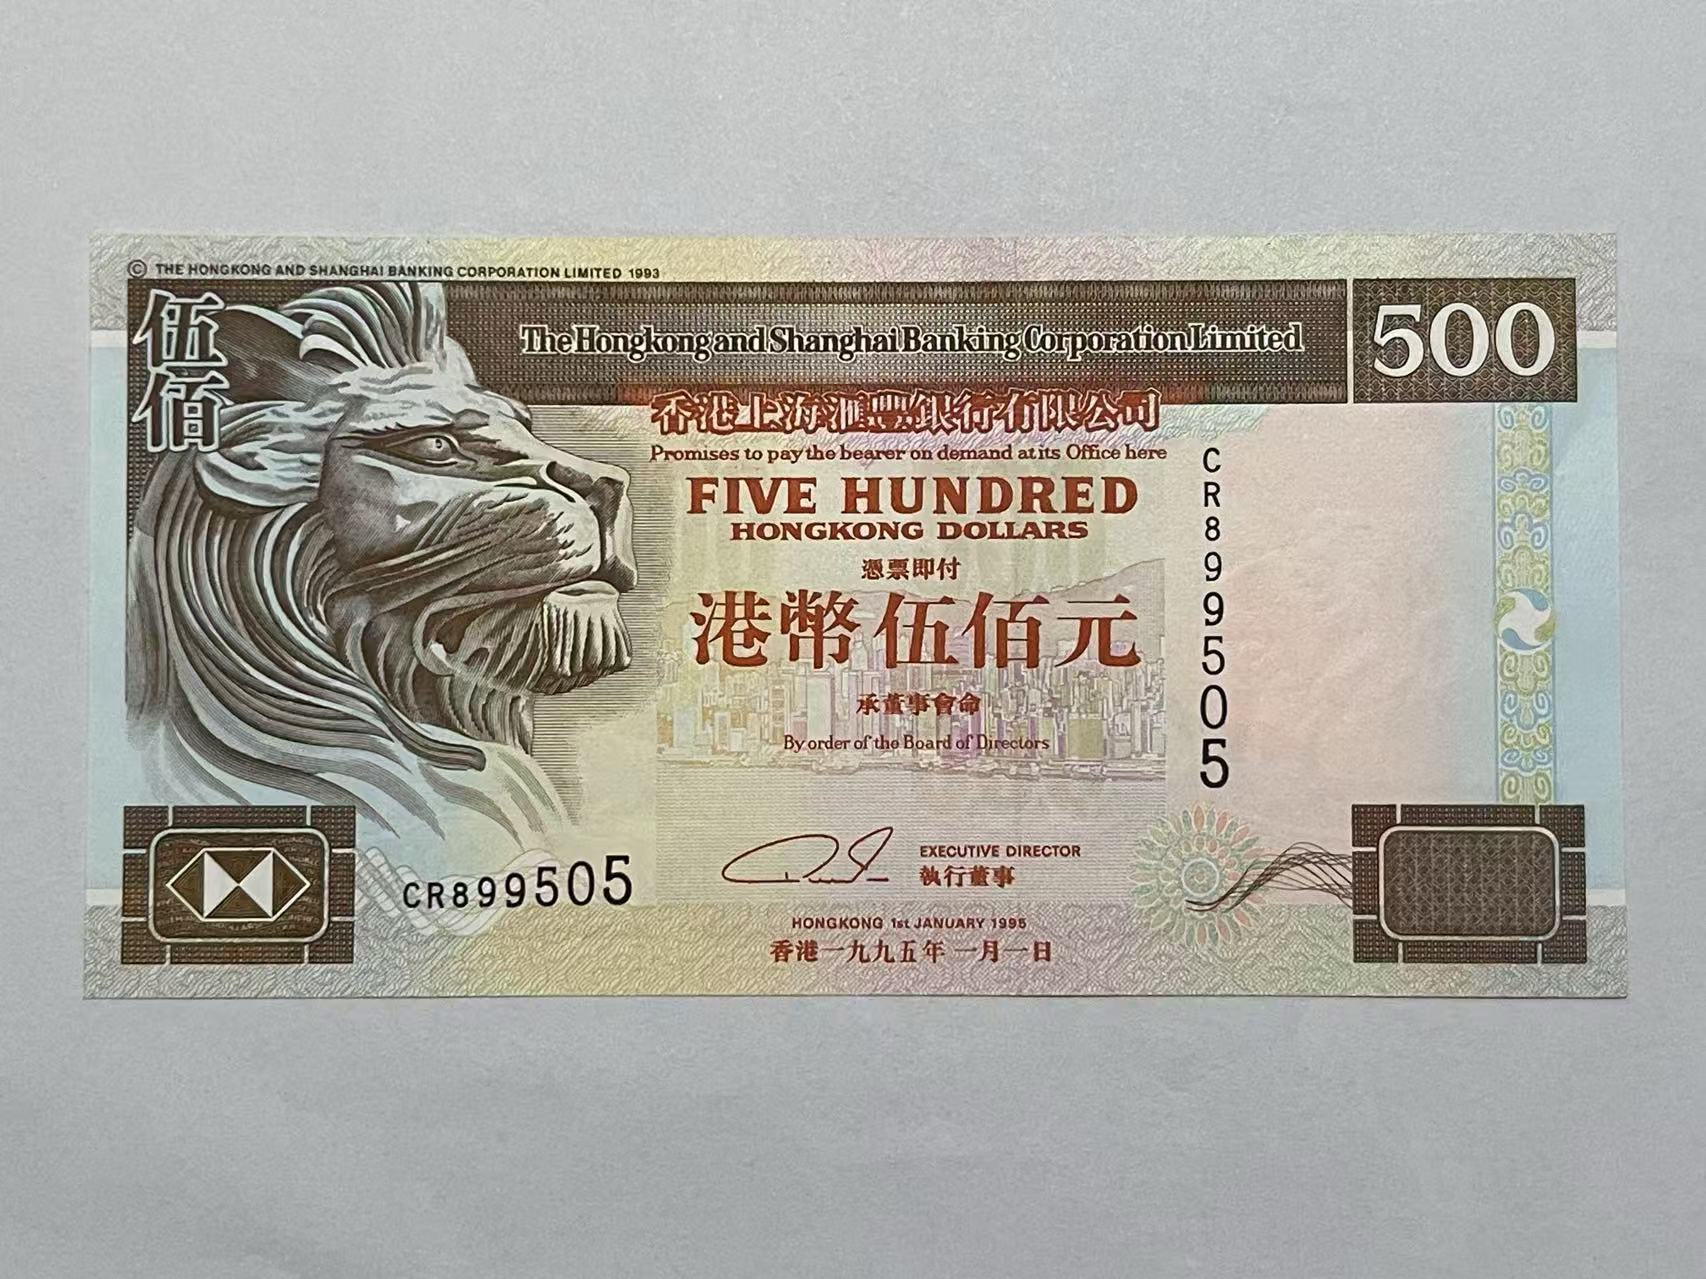 © THE HONGKONG AND SHANGHAI BANKING CORPORATION LIMITED 1993
伍佰
The Hongkong and Shanghai Banking Corporation Limited
500
香港上海滙豐銀行有限公司
Promises to pay the bearer on demand at its Office here
FIVE HUNDRED
HONGKONG DOLLARS
憑票即付
港幣伍佰元
承董事會命
By order of the Board of Directors
CR899505
CR899505
EXECUTIVE DIRECTOR
執行董事
HONGKONG 1st JANUARY 1995
香港一九九五年一月一日